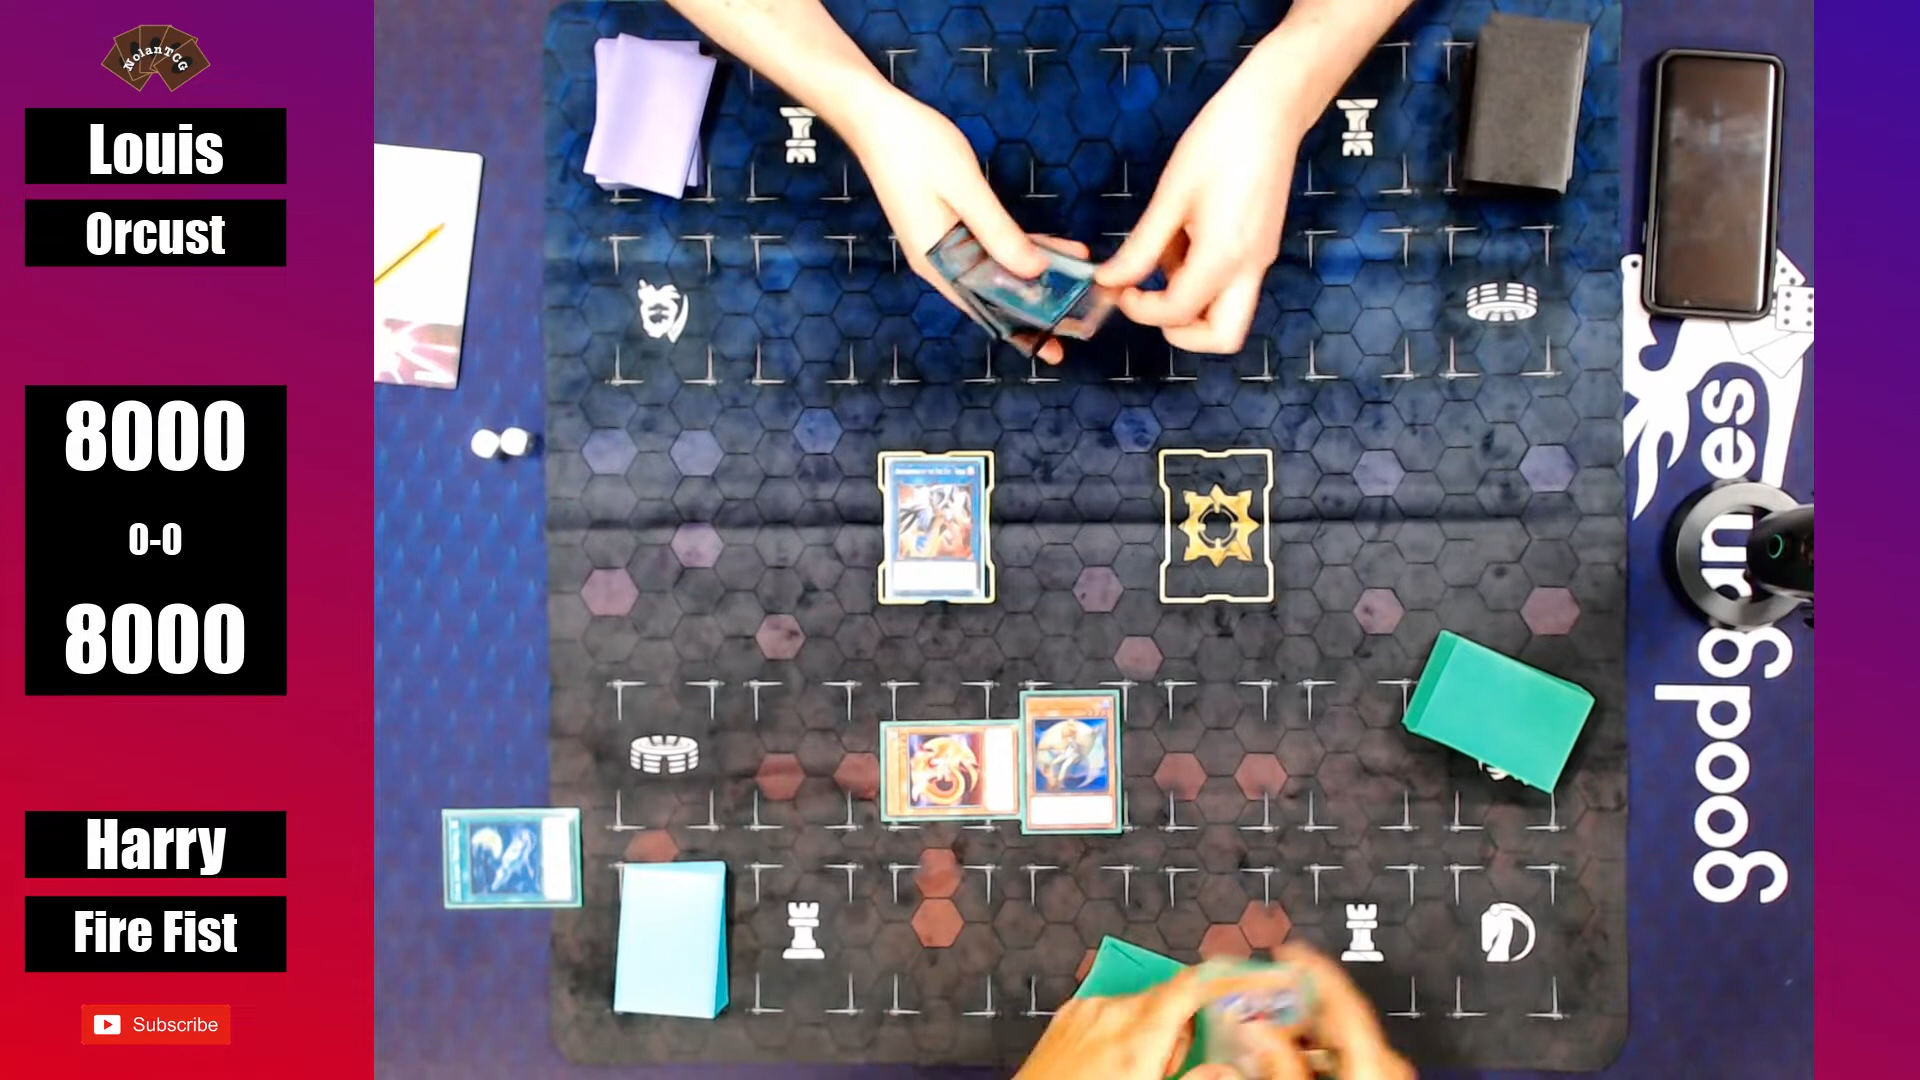 NolanTCG
Louis
Orcust
8000
0-0
8000
Harry
Fire Fist
Subscribe
goodgames